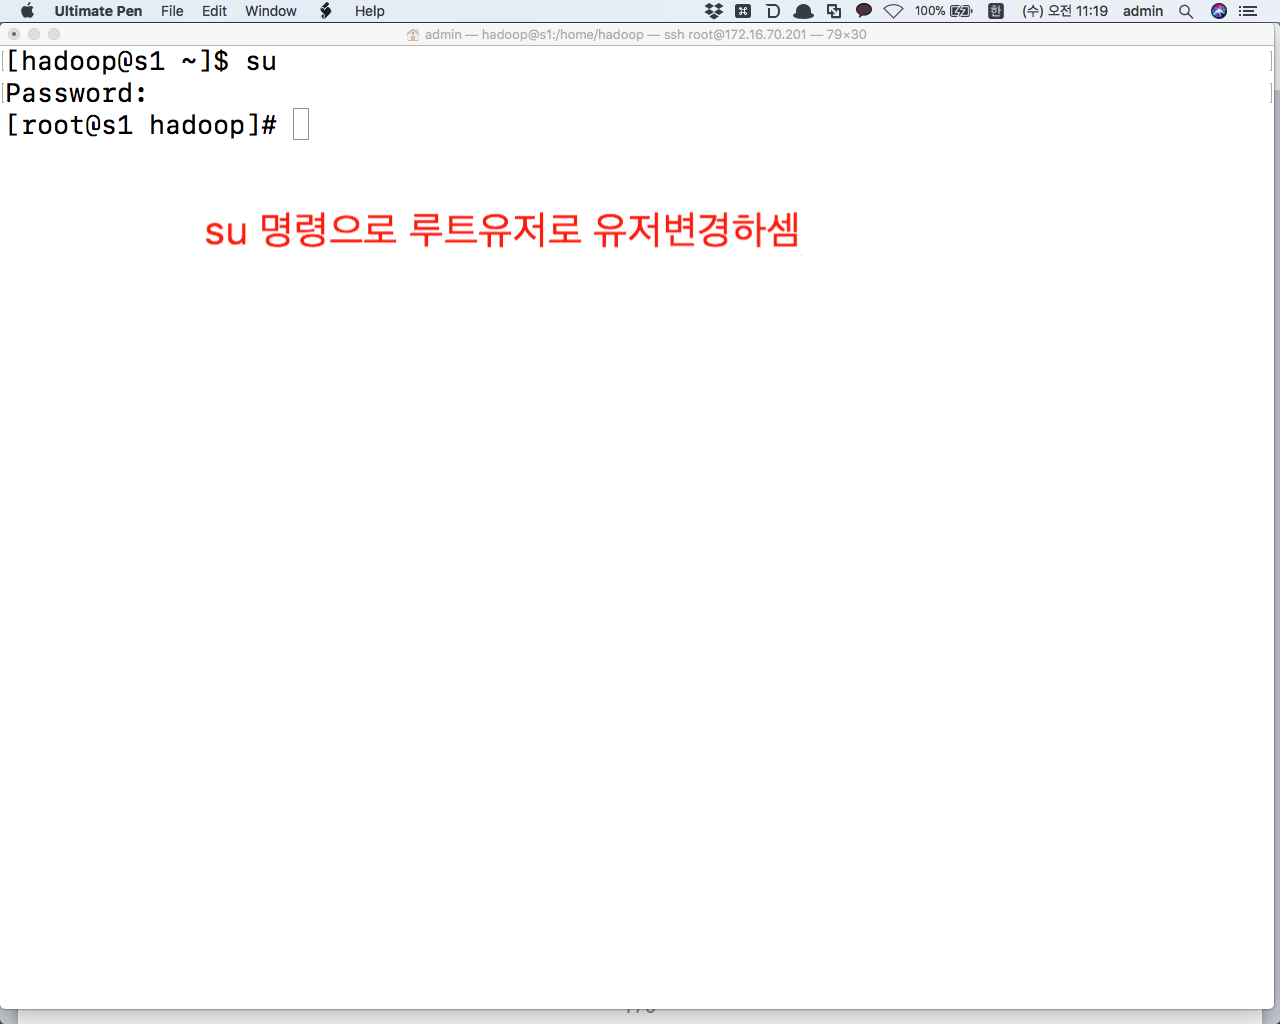 Ultimate Pen File Edit Window Help 100% 한 (수) 오전 11:19 admin
admin — hadoop@s1:/home/hadoop — ssh root@172.16.70.201 — 79×30
[hadoop@s1 ~]$ su
Password:
[root@s1 hadoop]#
su 명령으로 루트유저로 유저변경하셈